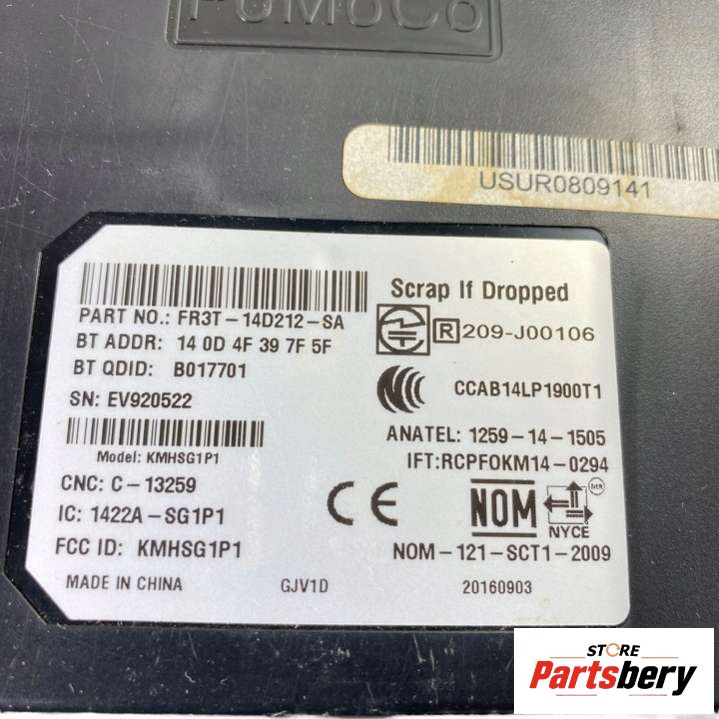 FoMoCo
USUR0809141
PART NO.: FR3T-14D212-SA
BT ADDR: 14 0D 4F 39 7F 5F
BT QDID: B017701
SN: EV920522
Model: KMHSG1P1
CNC: C-13259
IC: 1422A-SG1P1
FCC ID: KMHSG1P1
MADE IN CHINA
GJV1D
20160903
Scrap If Dropped
R 209-J00106
CCAB14LP1900T1
ANATEL: 1259-14-1505
IFT:RCPFOKM14-0294
CE
NOM
NYCE
NOM-121-SCT1-2009
STORE
Partsbery